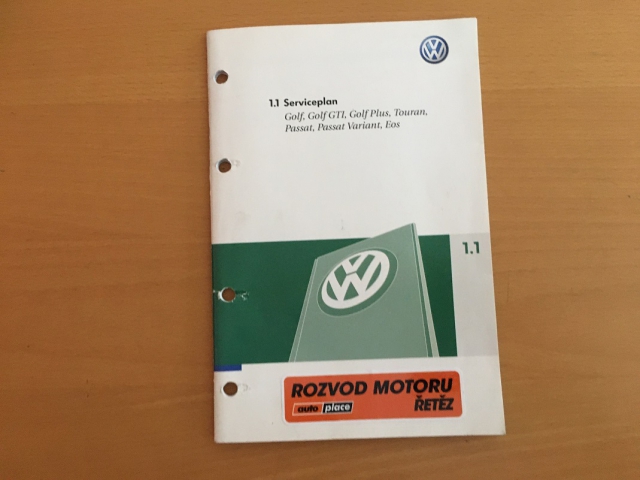 1.1 Serviceplan
Golf, Golf GTI, Golf Plus, Touran,
Passat, Passat Variant, Eos
1.1
ROZVOD MOTORU
auto place ŘETĚZ